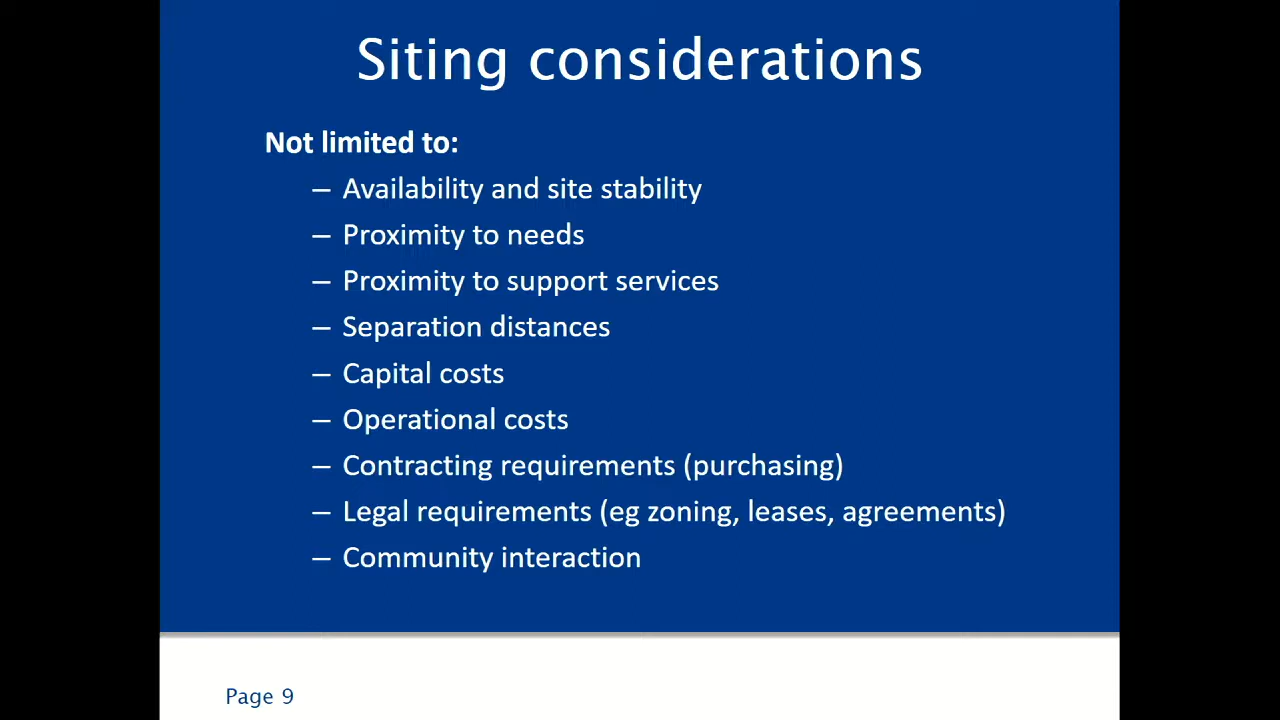 Siting considerations
Not limited to:
– Availability and site stability
– Proximity to needs
– Proximity to support services
– Separation distances
– Capital costs
– Operational costs
– Contracting requirements (purchasing)
– Legal requirements (eg zoning, leases, agreements)
– Community interaction
Page 9